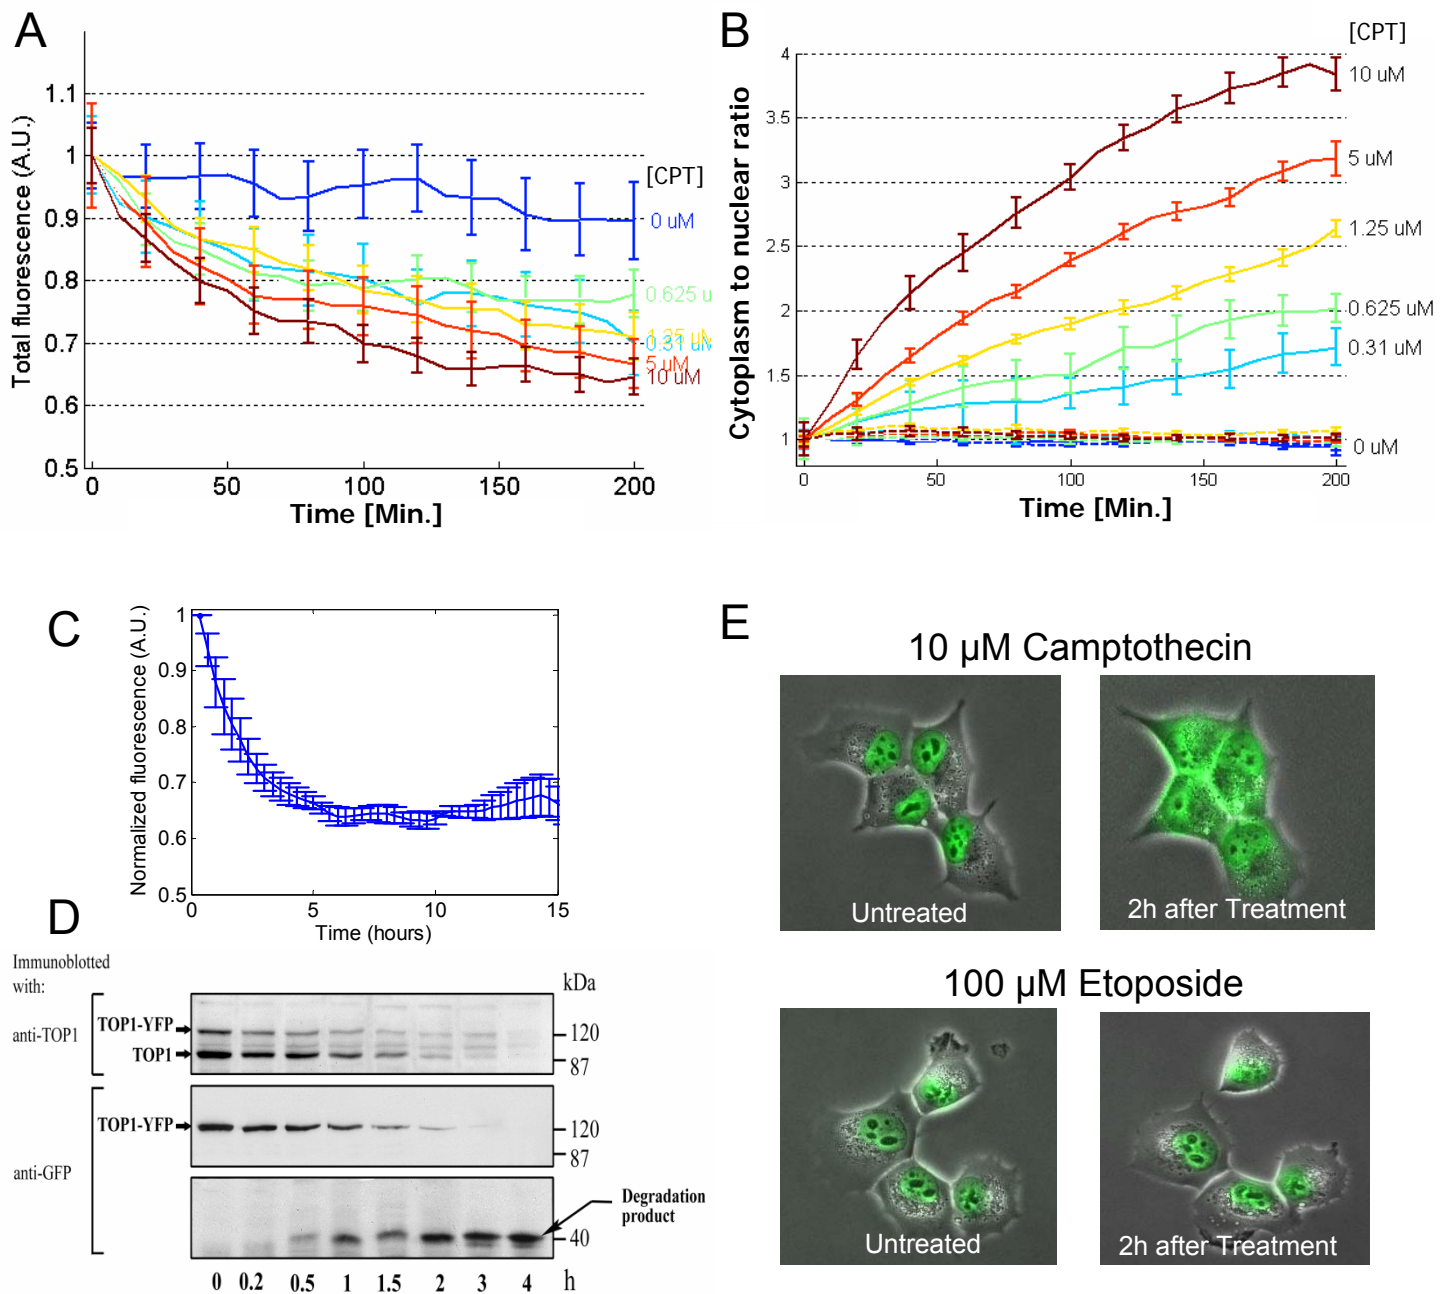 A
Total fluorescence (A.U.)
1.1
1
0.9
0.8
0.7
0.6
0.5
0
50
100
150
200
Time [Min.]
[CPT]
0 uM
0.625 u
1.25 uM
0.31 uM
5 uM
10 uM
B
Cytoplasm to nuclear ratio
4
3.5
3
2.5
2
1.5
1
0
50
100
150
200
Time [Min.]
[CPT]
10 uM
5 uM
1.25 uM
0.625 uM
0.31 uM
0 uM
C
Normalized fluorescence (A.U.)
1
0.9
0.8
0.7
0.6
0.5
0
5
10
15
Time (hours)
D
Immunoblotted
with:
kDa
anti-TOP1
TOP1-YFP
TOP1
120
87
anti-GFP
TOP1-YFP
120
87
Degradation
product
40
0 0.2 0.5 1 1.5 2 3 4 h
E
10 µM Camptothecin
Untreated
2h after Treatment
100 µM Etoposide
Untreated
2h after Treatment